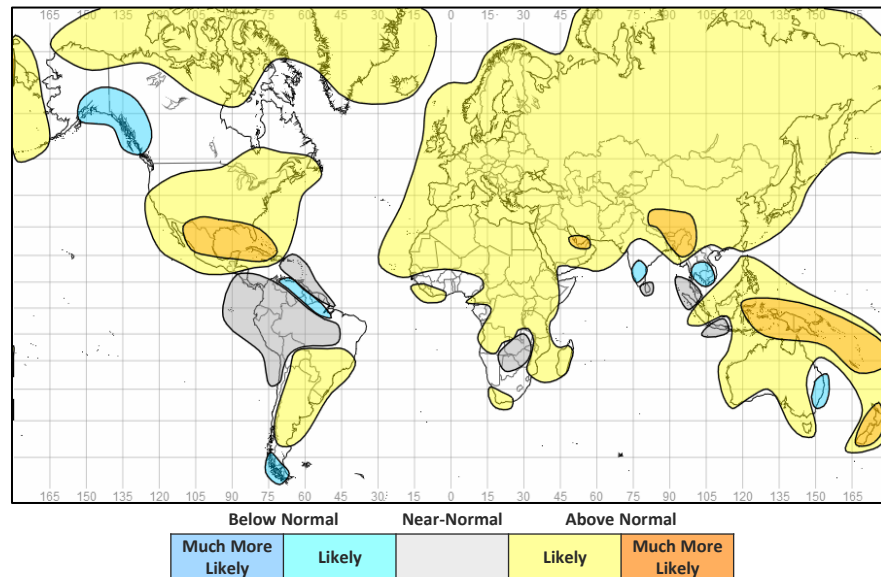 165 135 120 105 90 75 60 45 30 15 0 15 30 45 60 75 90 105 120 135 150 165
165 150 135 120 105 90 75 60 45 30 15 0 15 30 45 60 75 90 105 120 135 150 165
Below Normal Near-Normal Above Normal
Much More Likely Likely Likely Much More Likely